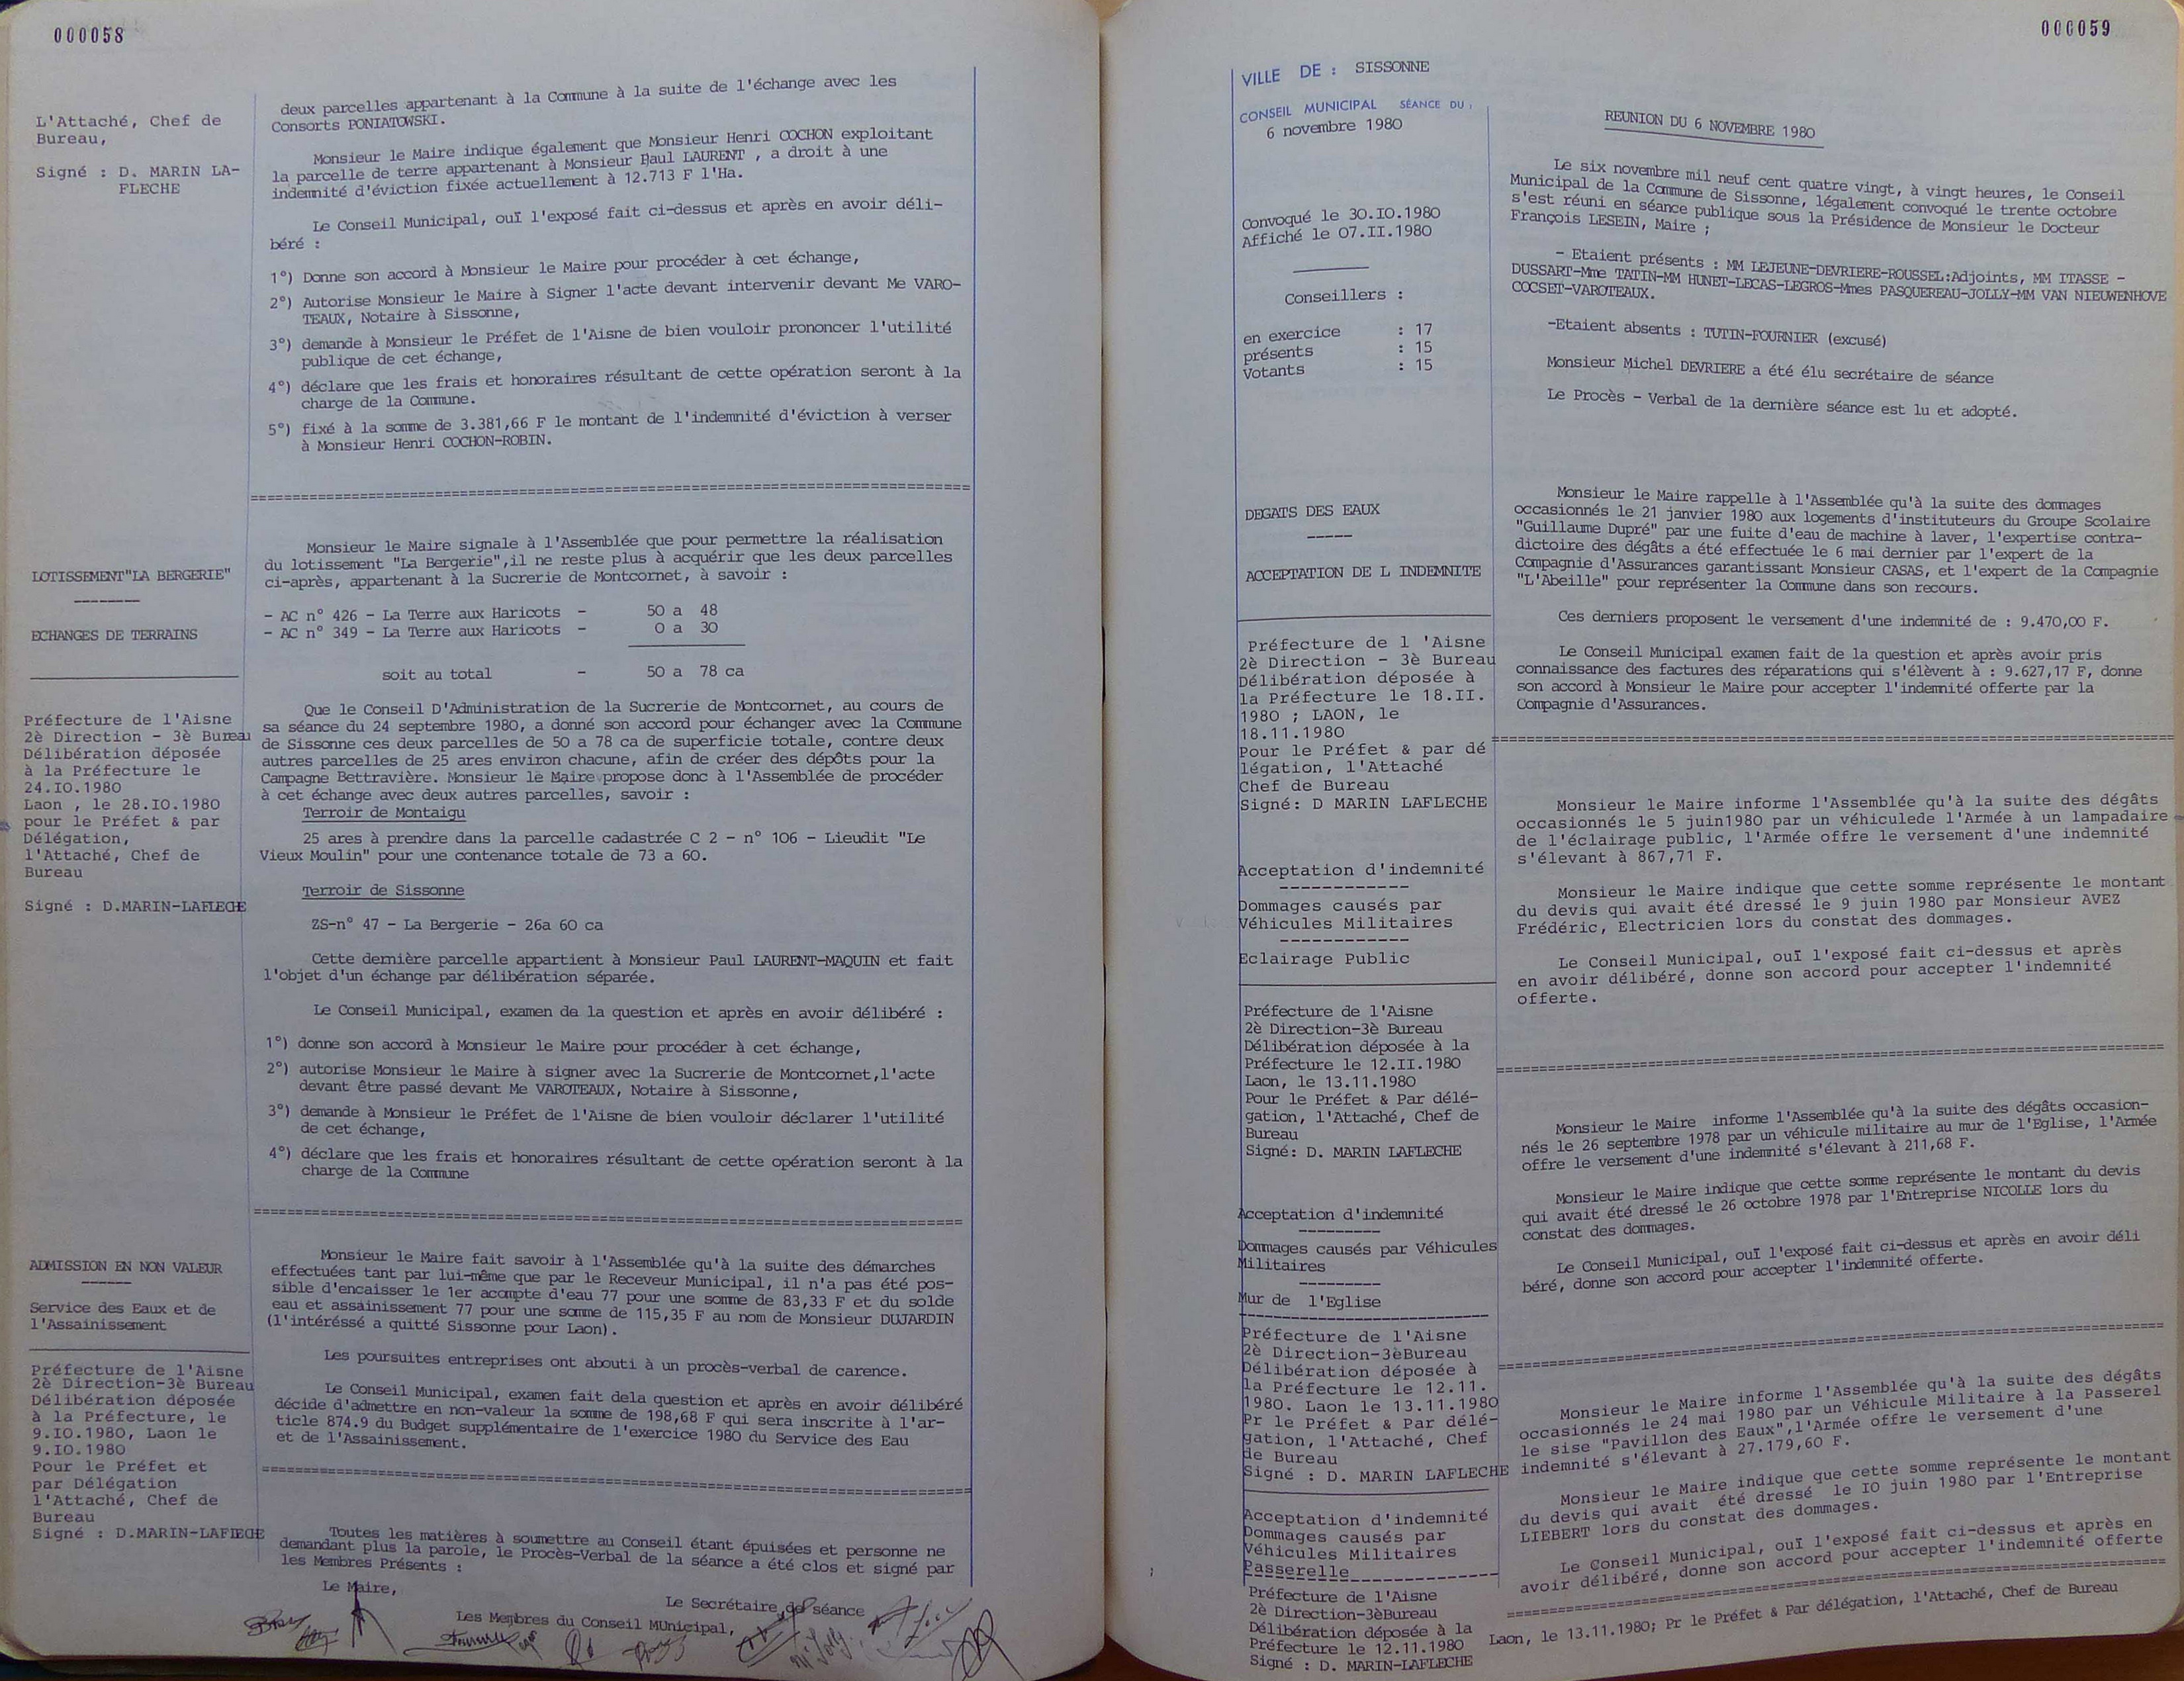 000058
L'Attaché, Chef de
Bureau,
Signé : D. MARIN LA-
FLECHE
deux parcelles appartenant à la Commune à la suite de l'échange avec les
Consorts PONIATOWSKI.
Monsieur le Maire indique également que Monsieur Henri COCHON exploitant
la parcelle de terre appartenant à Monsieur Paul LAURENT , a droit à une
indemnité d'éviction fixée actuellement à 12.713 F l'Ha.
Le Conseil Municipal, ouï l'exposé fait ci-dessus et après en avoir déli-
béré :
1°) Donne son accord à Monsieur le Maire pour procéder à cet échange,
2°) Autorise Monsieur le Maire à Signer l'acte devant intervenir devant Me VARO-
TEAUX, Notaire à Sissonne,
3°) demande à Monsieur le Préfet de l'Aisne de bien vouloir prononcer l'utilité
publique de cet échange,
4°) déclare que les frais et honoraires résultant de cette opération seront à la
charge de la Commune.
5°) fixé à la somme de 3.381,66 F le montant de l'indemnité d'éviction à verser
à Monsieur Henri COCHON-ROBIN.
LOTISSEMENT"LA BERGERIE"
ECHANGES DE TERRAINS
Préfecture de l'Aisne
2è Direction - 3è Bureau
Délibération déposée
à la Préfecture le
24.IO.1980
Laon , le 28.IO.1980
pour le Préfet & par
Délégation,
l'Attaché, Chef de
Bureau
Signé : D.MARIN-LAFLECHE
Monsieur le Maire signale à l'Assemblée que pour permettre la réalisation
du lotissement "La Bergerie",il ne reste plus à acquérir que les deux parcelles
ci-après, appartenant à la Sucrerie de Montcornet, à savoir :
- AC n° 426 - La Terre aux Haricots - 50 a 48
- AC n° 349 - La Terre aux Haricots - 0 a 30
soit au total - 50 a 78 ca
Que le Conseil D'Administration de la Sucrerie de Montcornet, au cours de
sa séance du 24 septembre 1980, a donné son accord pour échanger avec la Commune
de Sissonne ces deux parcelles de 50 a 78 ca de superficie totale, contre deux
autres parcelles de 25 ares environ chacune, afin de créer des dépôts pour la
Campagne Bettravière. Monsieur le Maire propose donc à l'Assemblée de procéder
à cet échange avec deux autres parcelles, savoir :
Terroir de Montaigu
25 ares à prendre dans la parcelle cadastrée C 2 - n° 106 - Lieudit "Le
Vieux Moulin" pour une contenance totale de 73 a 60.
Terroir de Sissonne
ZS-n° 47 - La Bergerie - 26a 60 ca
Cette dernière parcelle appartient à Monsieur Paul LAURENT-MAQUIN et fait
l'objet d'un échange par délibération séparée.
Le Conseil Municipal, examen de la question et après en avoir délibéré :
1°) donne son accord à Monsieur le Maire pour procéder à cet échange,
2°) autorise Monsieur le Maire à signer avec la Sucrerie de Montcornet,l'acte
devant être passé devant Me VAROTEAUX, Notaire à Sissonne,
3°) demande à Monsieur le Préfet de l'Aisne de bien vouloir déclarer l'utilité
de cet échange,
4°) déclare que les frais et honoraires résultant de cette opération seront à la
charge de la Commune
ADMISSION EN NON VALEUR
Service des Eaux et de
l'Assainissement
Préfecture de l'Aisne
2è Direction-3è Bureau
Délibération déposée
à la Préfecture, le
9.IO.1980, Laon le
9.IO.1980
Pour le Préfet et
par Délégation
l'Attaché, Chef de
Bureau
Signé : D.MARIN-LAFLECHE
Monsieur le Maire fait savoir à l'Assemblée qu'à la suite des démarches
effectuées tant par lui-même que par le Receveur Municipal, il n'a pas été pos-
sible d'encaisser le 1er acompte d'eau 77 pour une somme de 83,33 F et du solde
eau et assainissement 77 pour une somme de 115,35 F au nom de Monsieur DUJARDIN
(l'intéréssé a quitté Sissonne pour Laon).
Les poursuites entreprises ont abouti à un procès-verbal de carence.
Le Conseil Municipal, examen fait dela question et après en avoir délibéré
décide d'admettre en non-valeur la somme de 198,68 F qui sera inscrite à l'ar-
ticle 874.9 du Budget supplémentaire de l'exercice 1980 du Service des Eau
et de l'Assainissement.
Toutes les matières à soumettre au Conseil étant épuisées et personne ne
demandant plus la parole, le Procès-Verbal de la séance a été clos et signé par
les Membres Présents :
Le Maire,
Le Secrétaire de séance
Les Membres du Conseil MUnicipal,
000059
VILLE DE : SISSONNE
CONSEIL MUNICIPAL SÉANCE DU :
6 novembre 1980
Convoqué le 30.IO.1980
Affiché le 07.II.1980
Conseillers :
en exercice : 17
présents : 15
Votants : 15
REUNION DU 6 NOVEMBRE 1980
Le six novembre mil neuf cent quatre vingt, à vingt heures, le Conseil
Municipal de la Commune de Sissonne, légalement convoqué le trente octobre
s'est réuni en séance publique sous la Présidence de Monsieur le Docteur
François LESEIN, Maire ;
- Etaient présents : MM LEJEUNE-DEVRIERE-ROUSSEL:Adjoints, MM ITASSE -
DUSSART-Mme TATIN-MM HUNET-LECAS-LEGROS-Mmes PASQUEREAU-JOLLY-MM VAN NIEUWENHOVE
COCSET-VAROTEAUX.
-Etaient absents : TUTIN-FOURNIER (excusé)
Monsieur Michel DEVRIERE a été élu secrétaire de séance
Le Procès - Verbal de la dernière séance est lu et adopté.
DEGATS DES EAUX
ACCEPTATION DE L INDEMNITE
Préfecture de l 'Aisne
2è Direction - 3è Bureau
Délibération déposée à
la Préfecture le 18.II.
1980 ; LAON, le
18.11.1980
Pour le Préfet & par dé
légation, l'Attaché
Chef de Bureau
Signé: D MARIN LAFLECHE
Monsieur le Maire rappelle à l'Assemblée qu'à la suite des dommages
occasionnés le 21 janvier 1980 aux logements d'instituteurs du Groupe Scolaire
"Guillaume Dupré" par une fuite d'eau de machine à laver, l'expertise contra-
dictoire des dégâts a été effectuée le 6 mai dernier par l'expert de la
Compagnie d'Assurances garantissant Monsieur CASAS, et l'expert de la Compagnie
"L'Abeille" pour représenter la Commune dans son recours.
Ces derniers proposent le versement d'une indemnité de : 9.470,00 F.
Le Conseil Municipal examen fait de la question et après avoir pris
connaissance des factures des réparations qui s'élèvent à : 9.627,17 F, donne
son accord à Monsieur le Maire pour accepter l'indemnité offerte par la
Compagnie d'Assurances.
Acceptation d'indemnité
Dommages causés par
Véhicules Militaires
Eclairage Public
Préfecture de l'Aisne
2è Direction-3è Bureau
Délibération déposée à la
Préfecture le 12.II.1980
Laon, le 13.11.1980
Pour le Préfet & Par délé-
gation, l'Attaché, Chef de
Bureau
Signé: D. MARIN LAFLECHE
Monsieur le Maire informe l'Assemblée qu'à la suite des dégâts
occasionnés le 5 juin1980 par un véhiculede l'Armée à un lampadaire
de l'éclairage public, l'Armée offre le versement d'une indemnité
s'élevant à 867,71 F.
Monsieur le Maire indique que cette somme représente le montant
du devis qui avait été dressé le 9 juin 1980 par Monsieur AVEZ
Frédéric, Electricien lors du constat des dommages.
Le Conseil Municipal, ouï l'exposé fait ci-dessus et après
en avoir délibéré, donne son accord pour accepter l'indemnité
offerte.
Acceptation d'indemnité
Dommages causés par Véhicules
Militaires
Mur de l'Eglise
Préfecture de l'Aisne
2è Direction-3èBureau
Délibération déposée à
la Préfecture le 12.11.
1980. Laon le 13.11.1980
Pr le Préfet & Par délé-
gation, l'Attaché, Chef
de Bureau
Signé : D. MARIN LAFLECHE
Monsieur le Maire informe l'Assemblée qu'à la suite des dégâts occasion-
nés le 26 septembre 1978 par un véhicule militaire au mur de l'Eglise, l'Armée
offre le versement d'une indemnité s'élevant à 211,68 F.
Monsieur le Maire indique que cette somme représente le montant du devis
qui avait été dressé le 26 octobre 1978 par l'Entreprise NICOLLE lors du
constat des dommages.
Le Conseil Municipal, ouï l'exposé fait ci-dessus et après en avoir déli
béré, donne son accord pour accepter l'indemnité offerte.
Acceptation d'indemnité
Dommages causés par
Véhicules Militaires
Passerelle
Préfecture de l'Aisne
2è Direction-3èBureau
Délibération déposée à la
Préfecture le 12.11.1980
Signé : D. MARIN-LAFLECHE
Monsieur le Maire informe l'Assemblée qu'à la suite des dégâts
occasionnés le 24 mai 1980 par un Véhicule Militaire à la Passerel
le sise "Pavillon des Eaux",l'Armée offre le versement d'une
indemnité s'élevant à 27.179,60 F.
Monsieur le Maire indique que cette somme représente le montant
du devis qui avait été dressé le IO juin 1980 par l'Entreprise
LIEBERT lors du constat des dommages.
Le Conseil Municipal, ouï l'exposé fait ci-dessus et après en
avoir délibéré, donne son accord pour accepter l'indemnité offerte
Laon, le 13.11.1980; Pr le Préfet & Par délégation, l'Attaché, Chef de Bureau